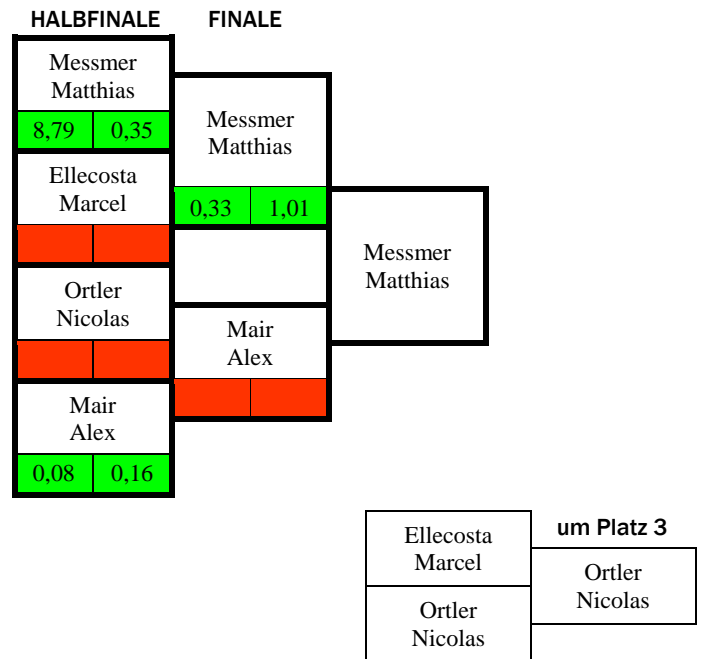 HALBFINALE FINALE
Messmer
Matthias
8,79 0,35
Ellecosta
Marcel
Ortler
Nicolas
Mair
Alex
0,08 0,16
Messmer
Matthias
0,33 1,01
Mair
Alex
Messmer
Matthias
Ellecosta
Marcel
Ortler
Nicolas
um Platz 3
Ortler
Nicolas